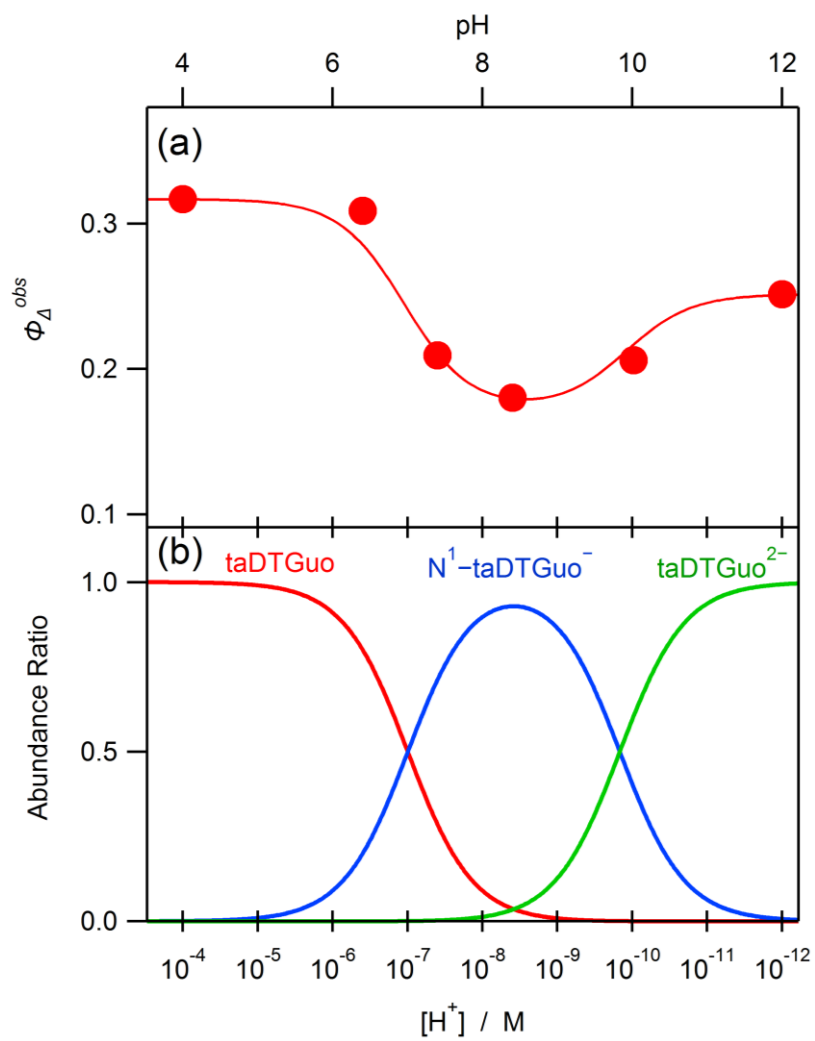 pH
4 6 8 10 12
(a)
0.3
0.2
0.1
Φ_Δ^obs
(b)
taDTGuo N¹−taDTGuo⁻ taDTGuo²⁻
1.0
0.5
0.0
Abundance Ratio
10⁻⁴ 10⁻⁵ 10⁻⁶ 10⁻⁷ 10⁻⁸ 10⁻⁹ 10⁻¹⁰ 10⁻¹¹ 10⁻¹²
[H⁺] / M